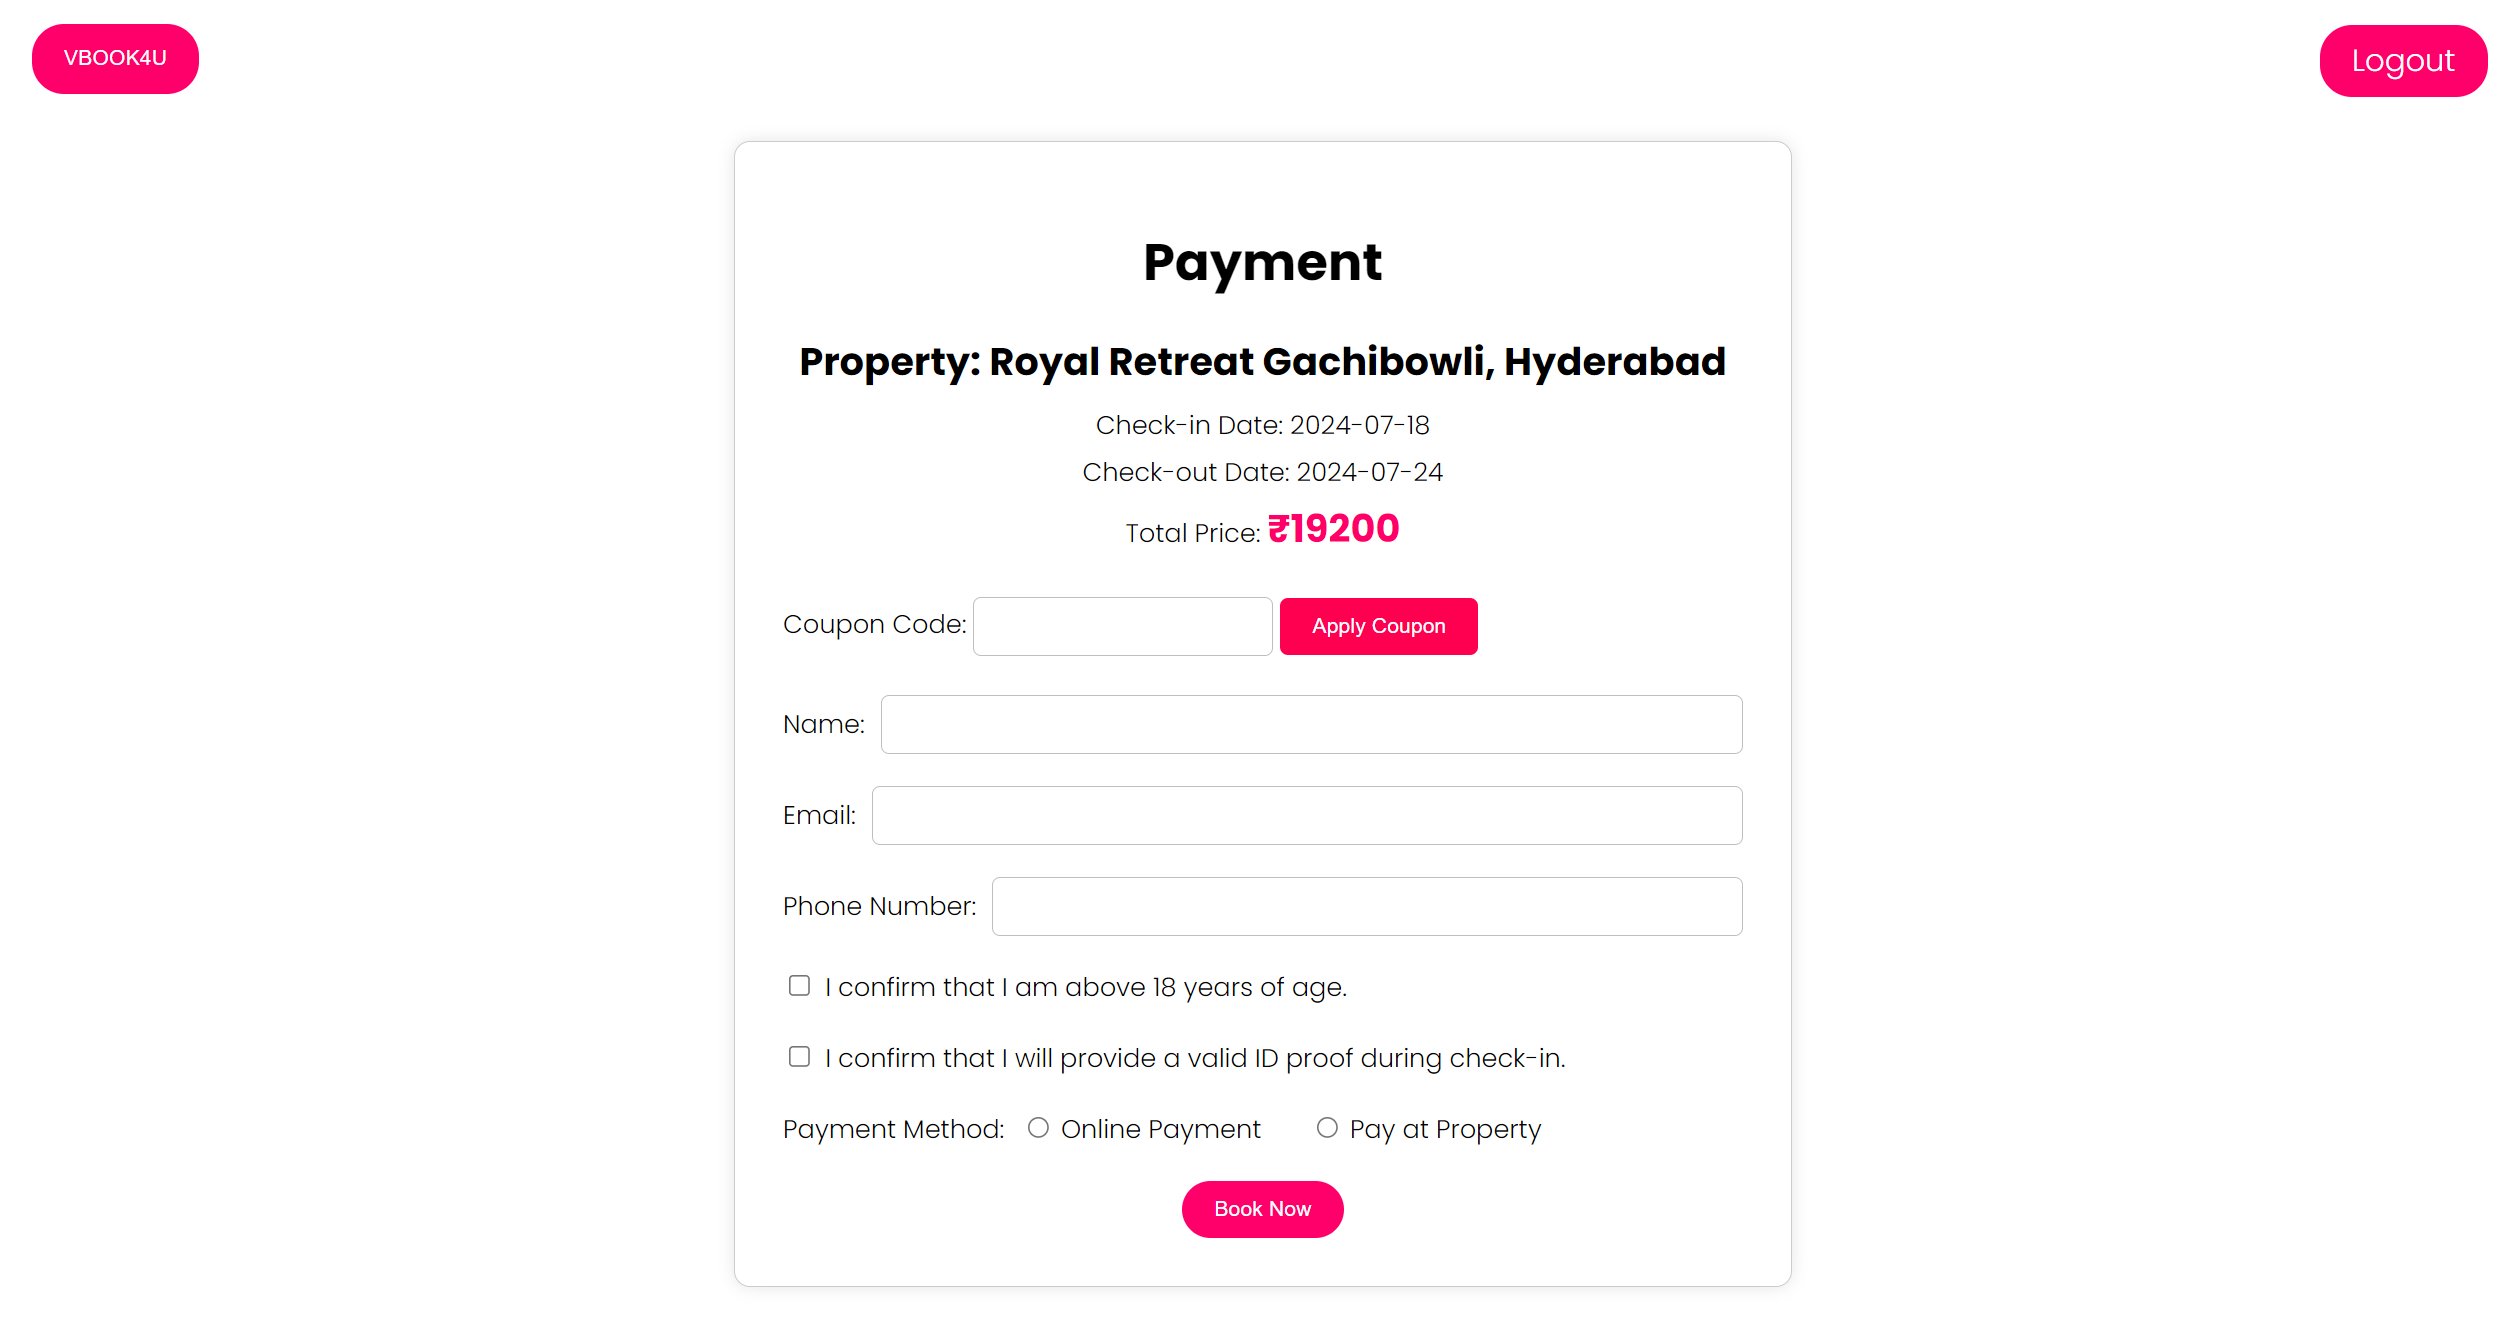 VBOOK4U
Logout
Payment
Property: Royal Retreat Gachibowli, Hyderabad
Check-in Date: 2024-07-18
Check-out Date: 2024-07-24
Total Price: ₹19200
Coupon Code:
Apply Coupon
Name:
Email:
Phone Number:
I confirm that I am above 18 years of age.
I confirm that I will provide a valid ID proof during check-in.
Payment Method: Online Payment Pay at Property
Book Now